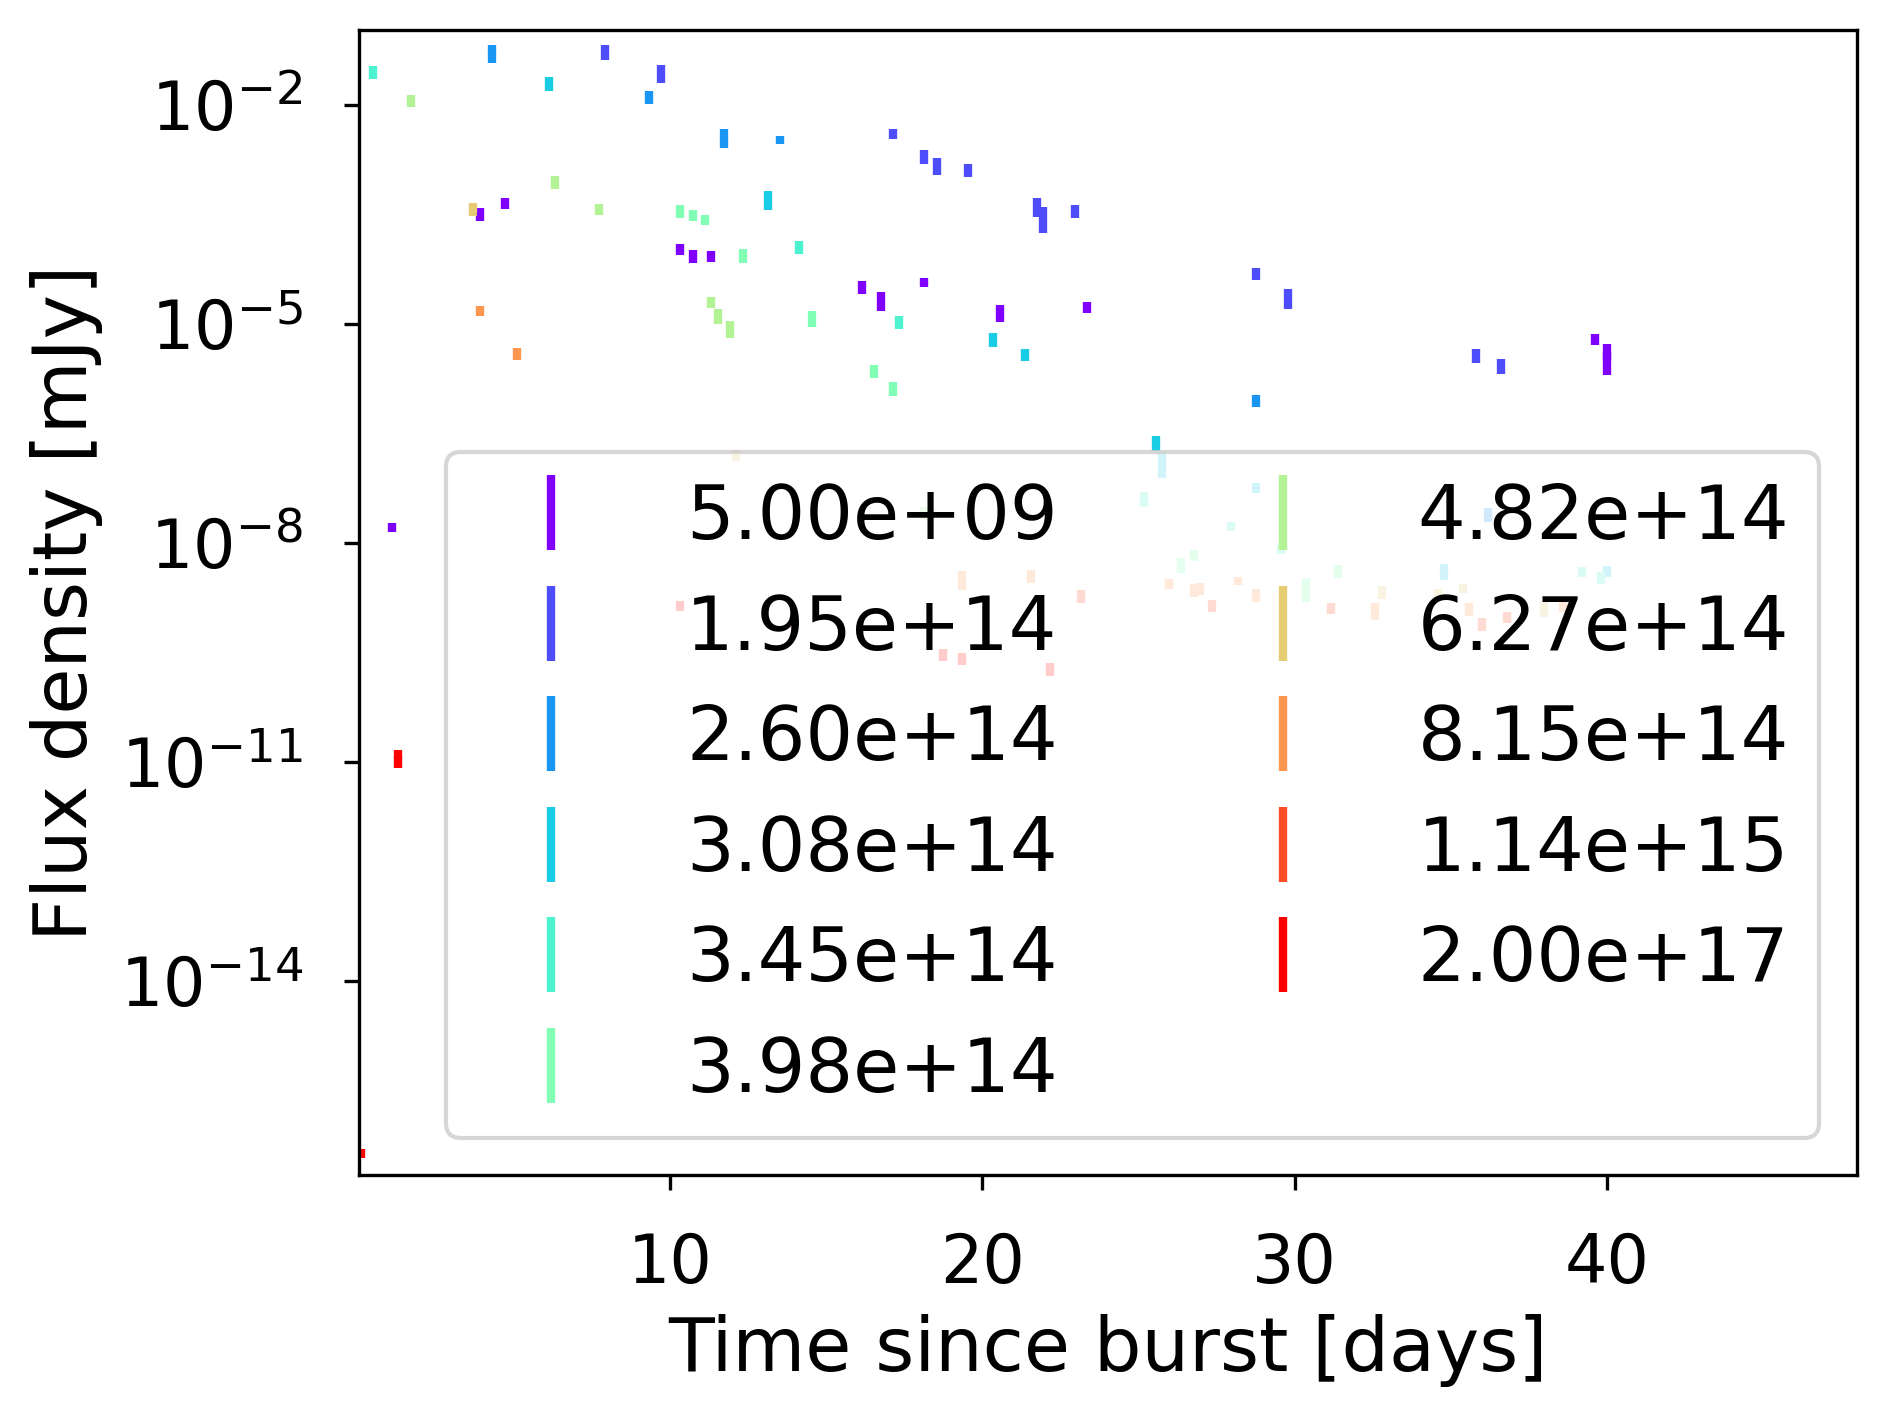 Flux density [mJy]
10⁻²
10⁻⁵
10⁻⁸
10⁻¹¹
10⁻¹⁴
5.00e+09
1.95e+14
2.60e+14
3.08e+14
3.45e+14
3.98e+14
4.82e+14
6.27e+14
8.15e+14
1.14e+15
2.00e+17
10 20 30 40
Time since burst [days]